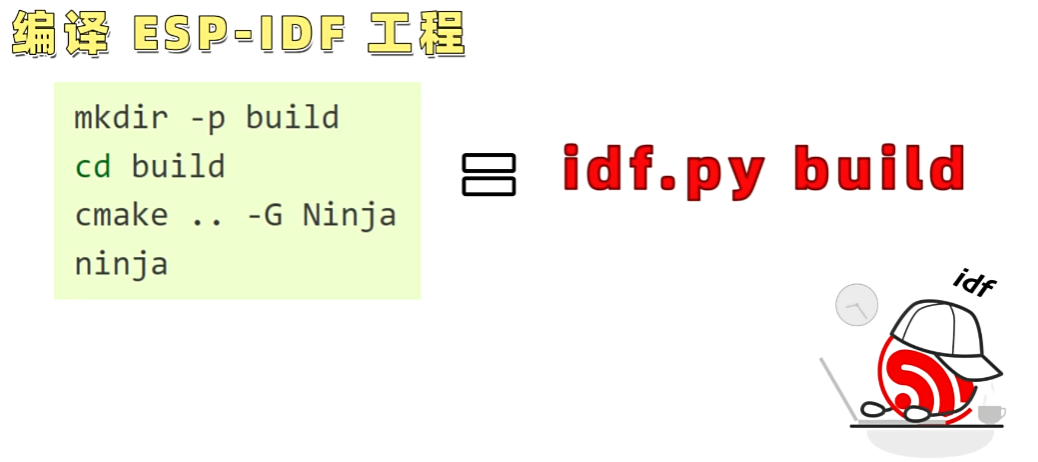 编译 ESP-IDF 工程
mkdir -p build
cd build
cmake .. -G Ninja
ninja
= idf.py build
idf